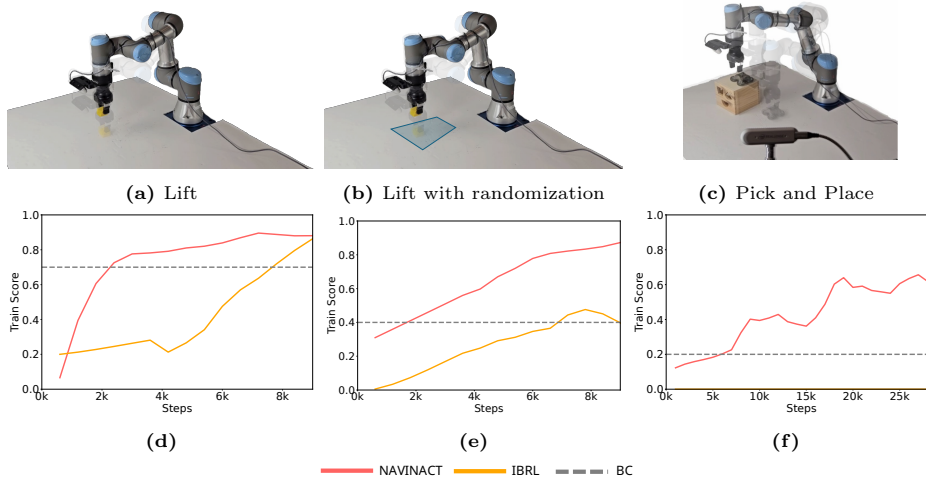 (a) Lift
(b) Lift with randomization
(c) Pick and Place
1.0
0.8
0.6
0.4
0.2
0.0
Train Score
0k 2k 4k 6k 8k
Steps
(d)
1.0
0.8
0.6
0.4
0.2
0.0
Train Score
0k 2k 4k 6k 8k
Steps
(e)
1.0
0.8
0.6
0.4
0.2
0.0
Train Score
0k 5k 10k 15k 20k 25k
Steps
(f)
NAVINACT IBRL BC